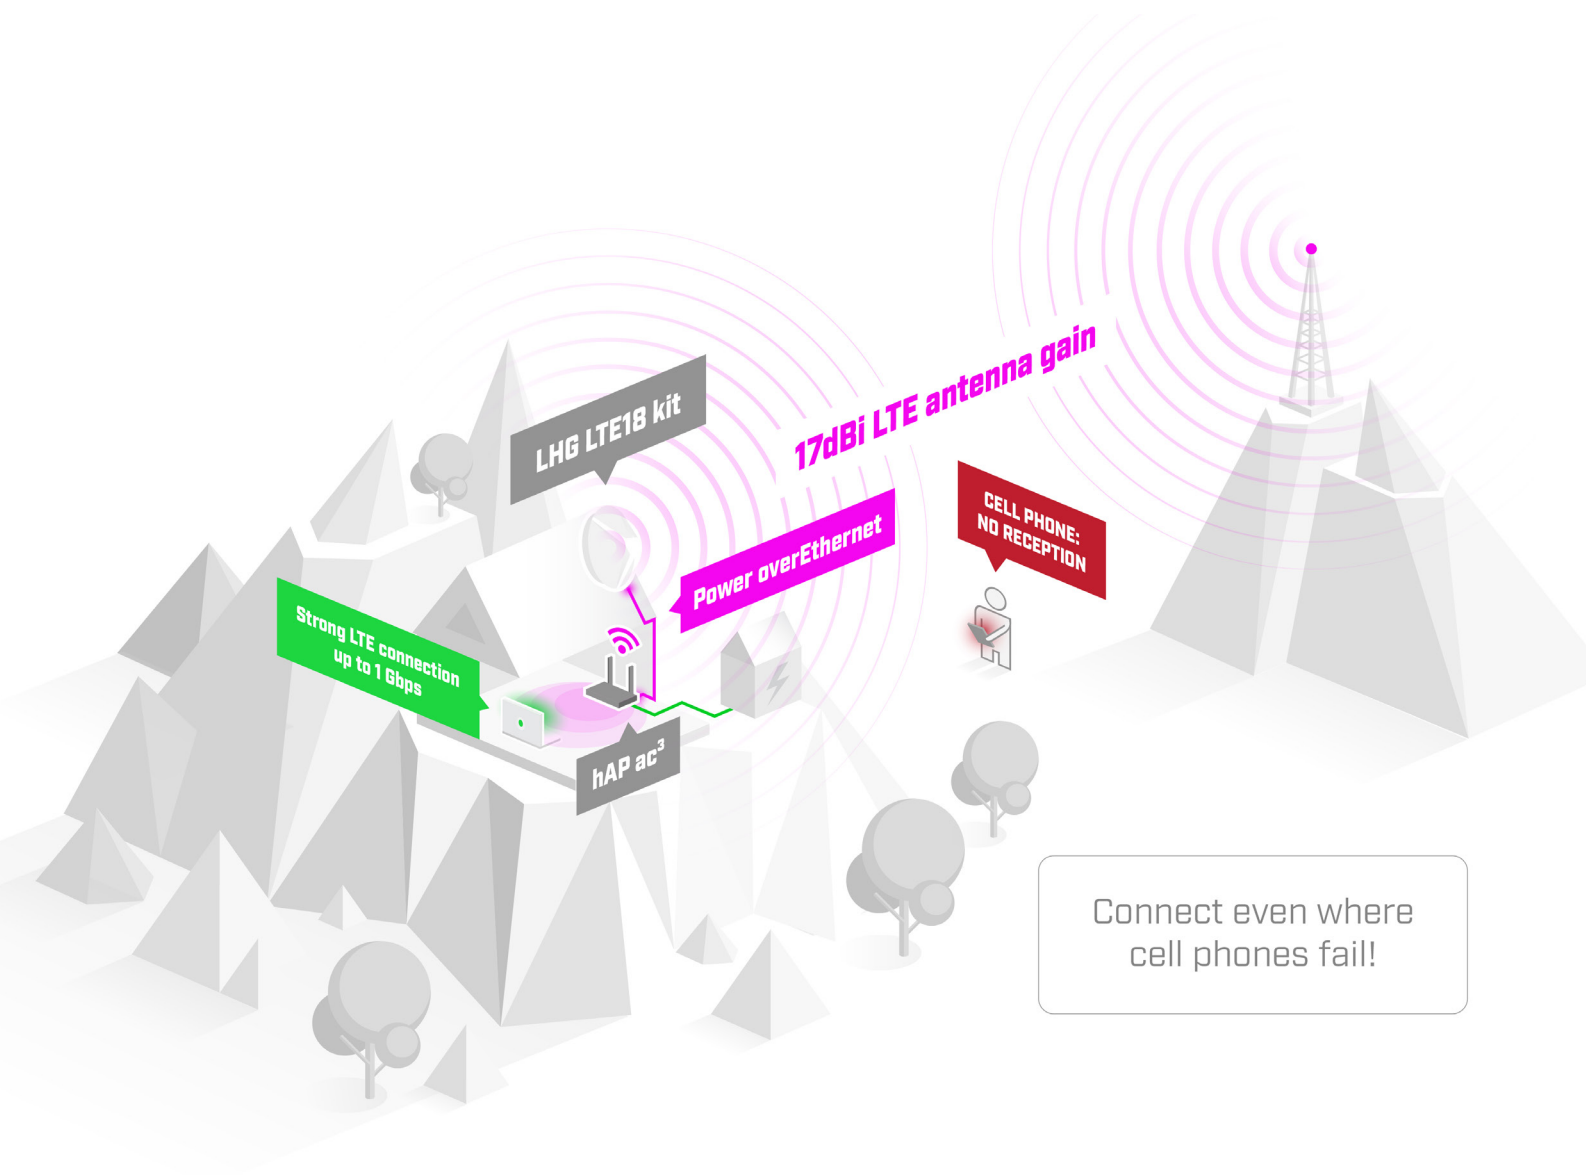 17dBi LTE antenna gain
LHG LTE18 kit
CELL PHONE:
NO RECEPTION
Power overEthernet
Strong LTE connection
up to 1 Gbps
hAP ac³
Connect even where
cell phones fail!